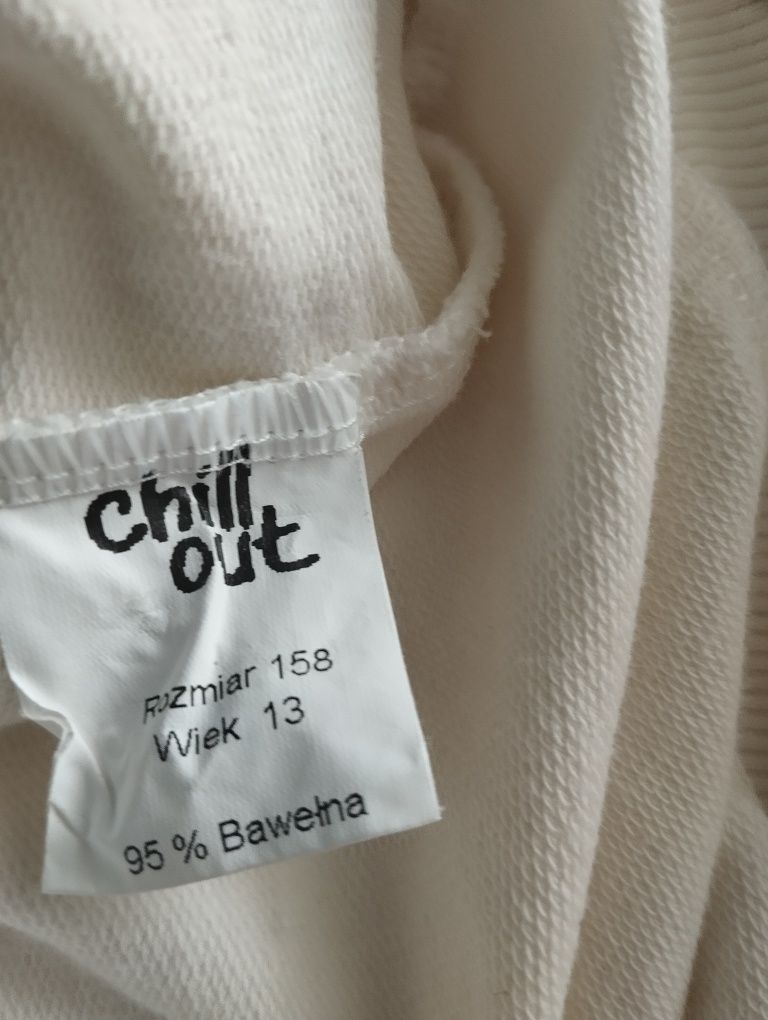 chill
out
Rozmiar 158
Wiek 13
95 % Bawełna